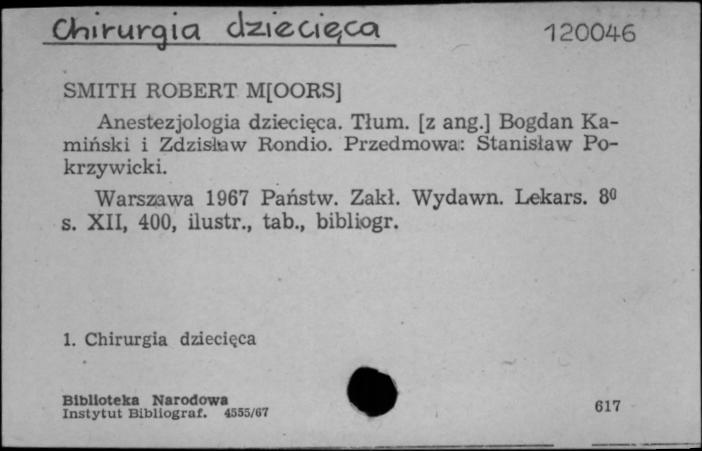 Chirurgia dziecięca 120046
SMITH ROBERT M[OORS]
Anestezjologia dziecięca. Tłum. [z ang.] Bogdan Ka-
miński i Zdzisław Rondio. Przedmowa: Stanisław Po-
krzywicki.
Warszawa 1967 Państw. Zakł. Wydawn. Lekars. 8⁰
s. XII, 400, ilustr., tab., bibliogr.
1. Chirurgia dziecięca
Biblioteka Narodowa
Instytut Bibliograf. 4555/67 617